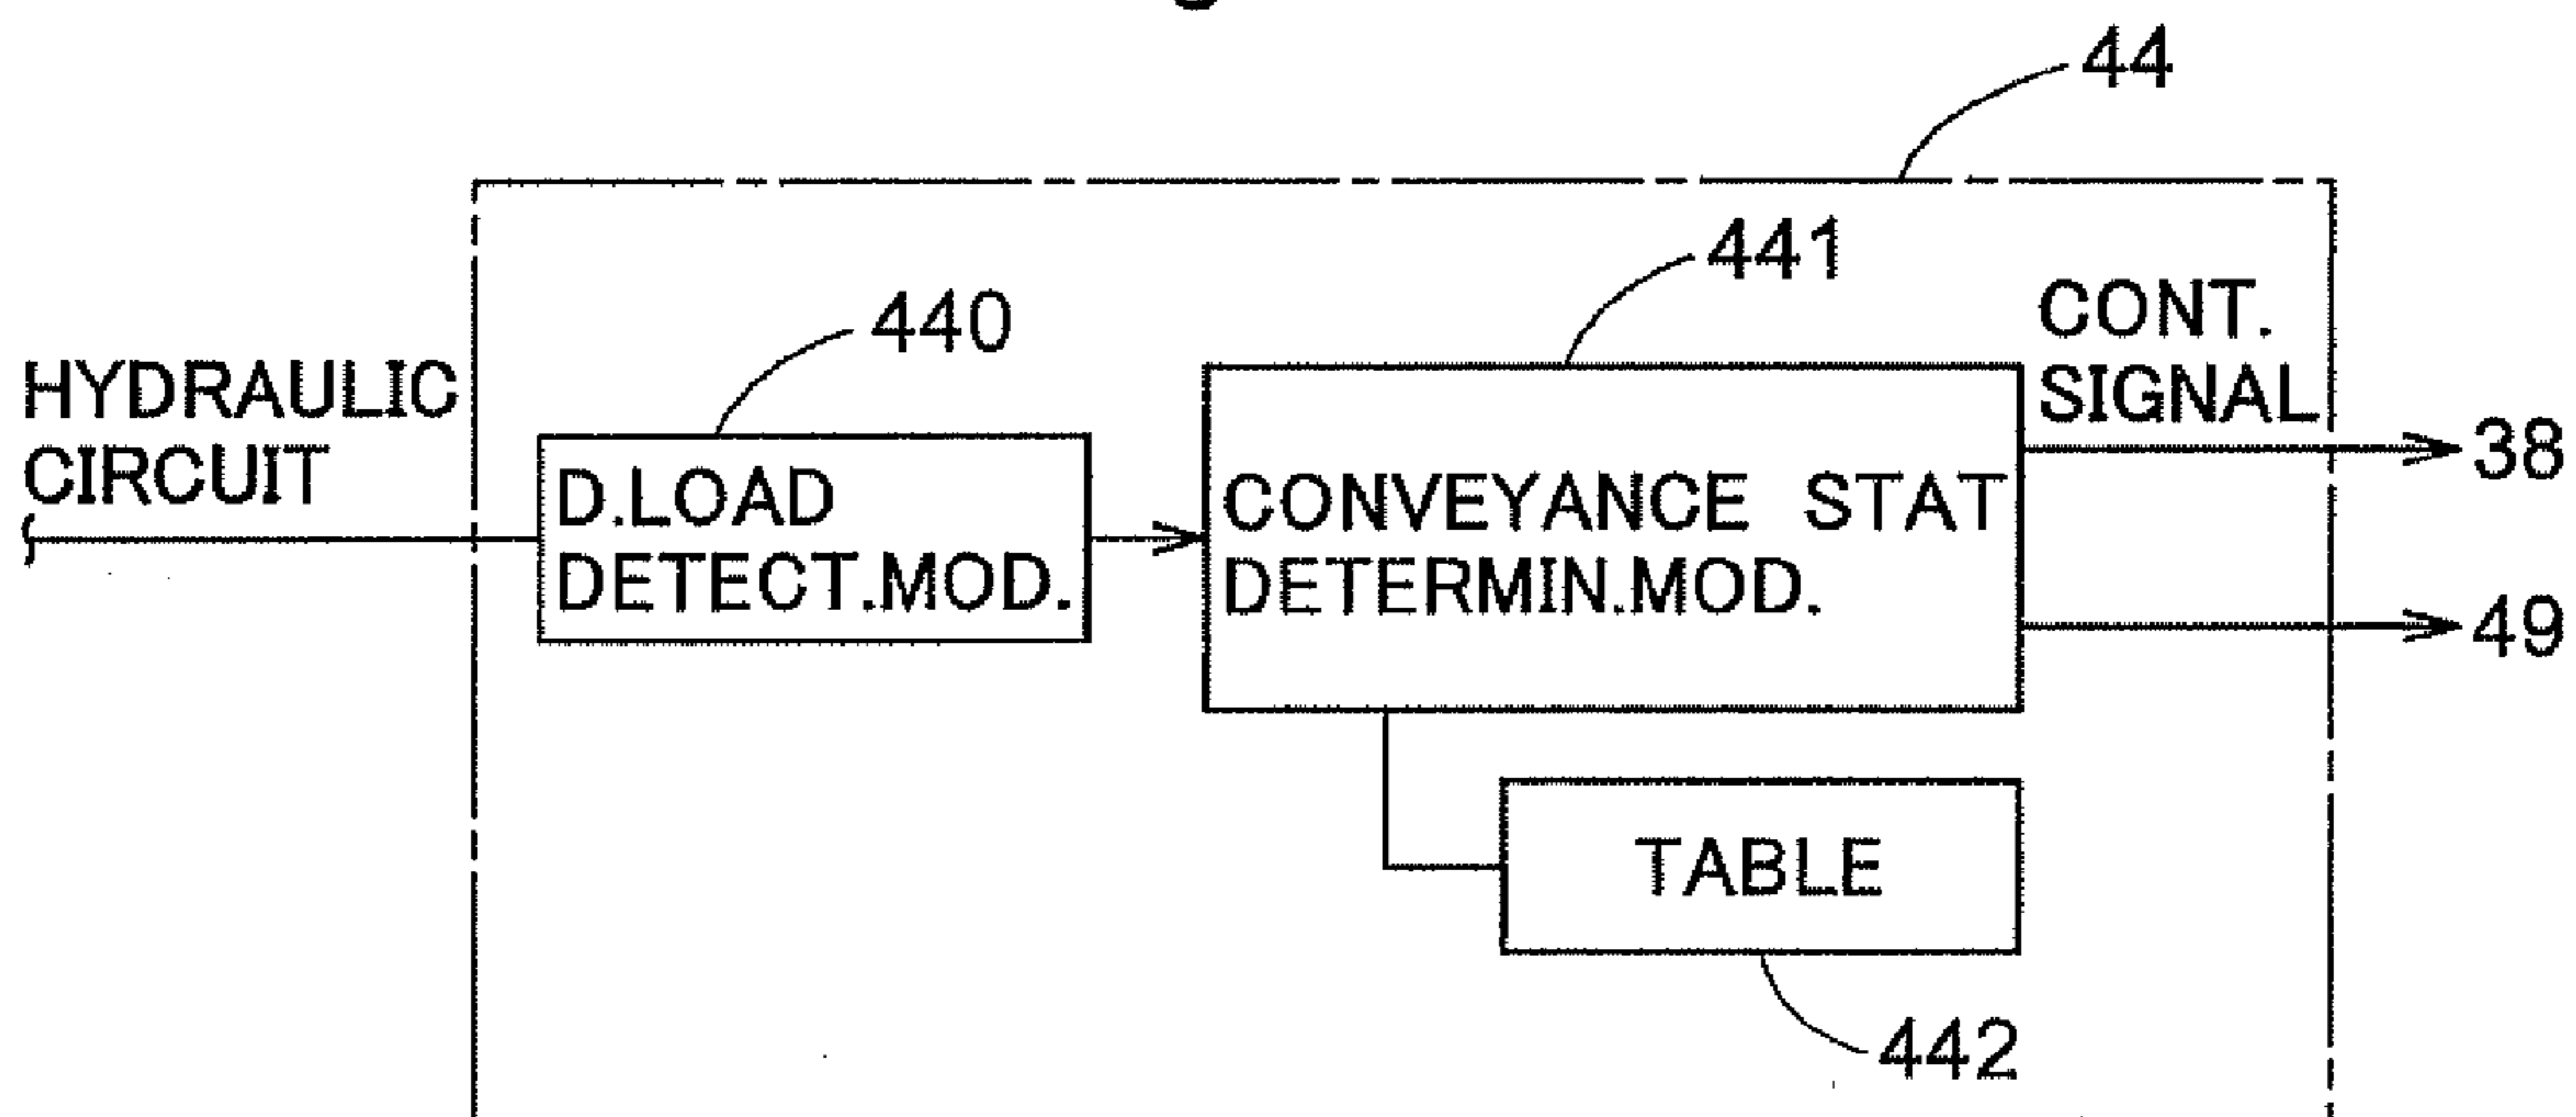 44
441
CONT.
SIGNAL
440
HYDRAULIC
CIRCUIT
D.LOAD
DETECT.MOD.
CONVEYANCE STAT
DETERMIN.MOD.
38
49
TABLE
442